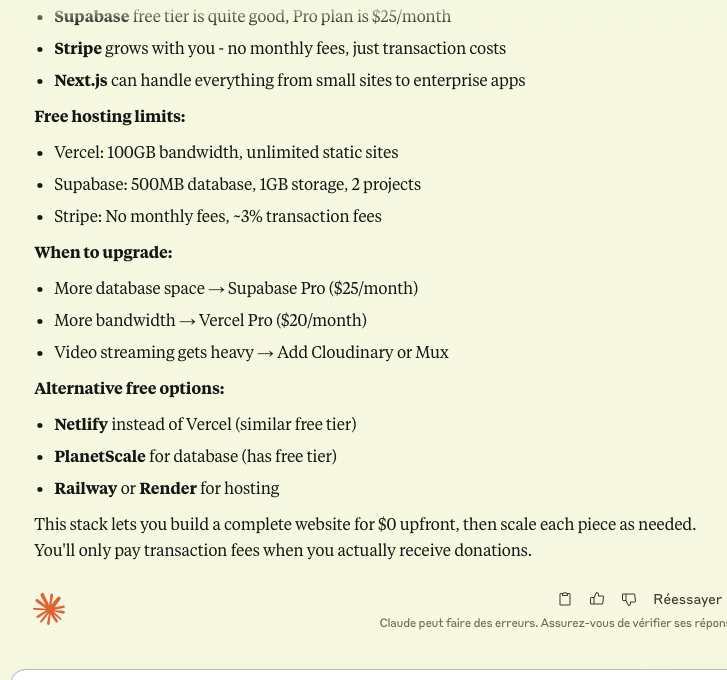 Supabase free tier is quite good, Pro plan is $25/month
Stripe grows with you - no monthly fees, just transaction costs
Next.js can handle everything from small sites to enterprise apps
Free hosting limits:
Vercel: 100GB bandwidth, unlimited static sites
Supabase: 500MB database, 1GB storage, 2 projects
Stripe: No monthly fees, ~3% transaction fees
When to upgrade:
More database space → Supabase Pro ($25/month)
More bandwidth → Vercel Pro ($20/month)
Video streaming gets heavy → Add Cloudinary or Mux
Alternative free options:
Netlify instead of Vercel (similar free tier)
PlanetScale for database (has free tier)
Railway or Render for hosting
This stack lets you build a complete website for $0 upfront, then scale each piece as needed.
You'll only pay transaction fees when you actually receive donations.
Réessayer
Claude peut faire des erreurs. Assurez-vous de vérifier ses répons